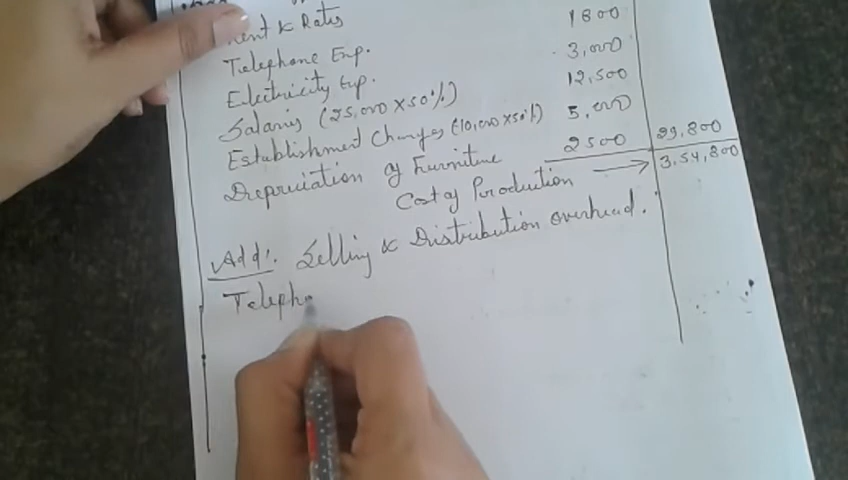 Rent & Rates 1800
Telephone Exp. 3,000
Electricity Exp. 12,500
Salaries (25,000 x 50%) 5,000
Establishment Charges (10,000 x 50%) 2500 29,800
Depreciation of Furniture
Cost of Production → 3,54,800
Add:. Selling & Distribution overhead.
Telepho